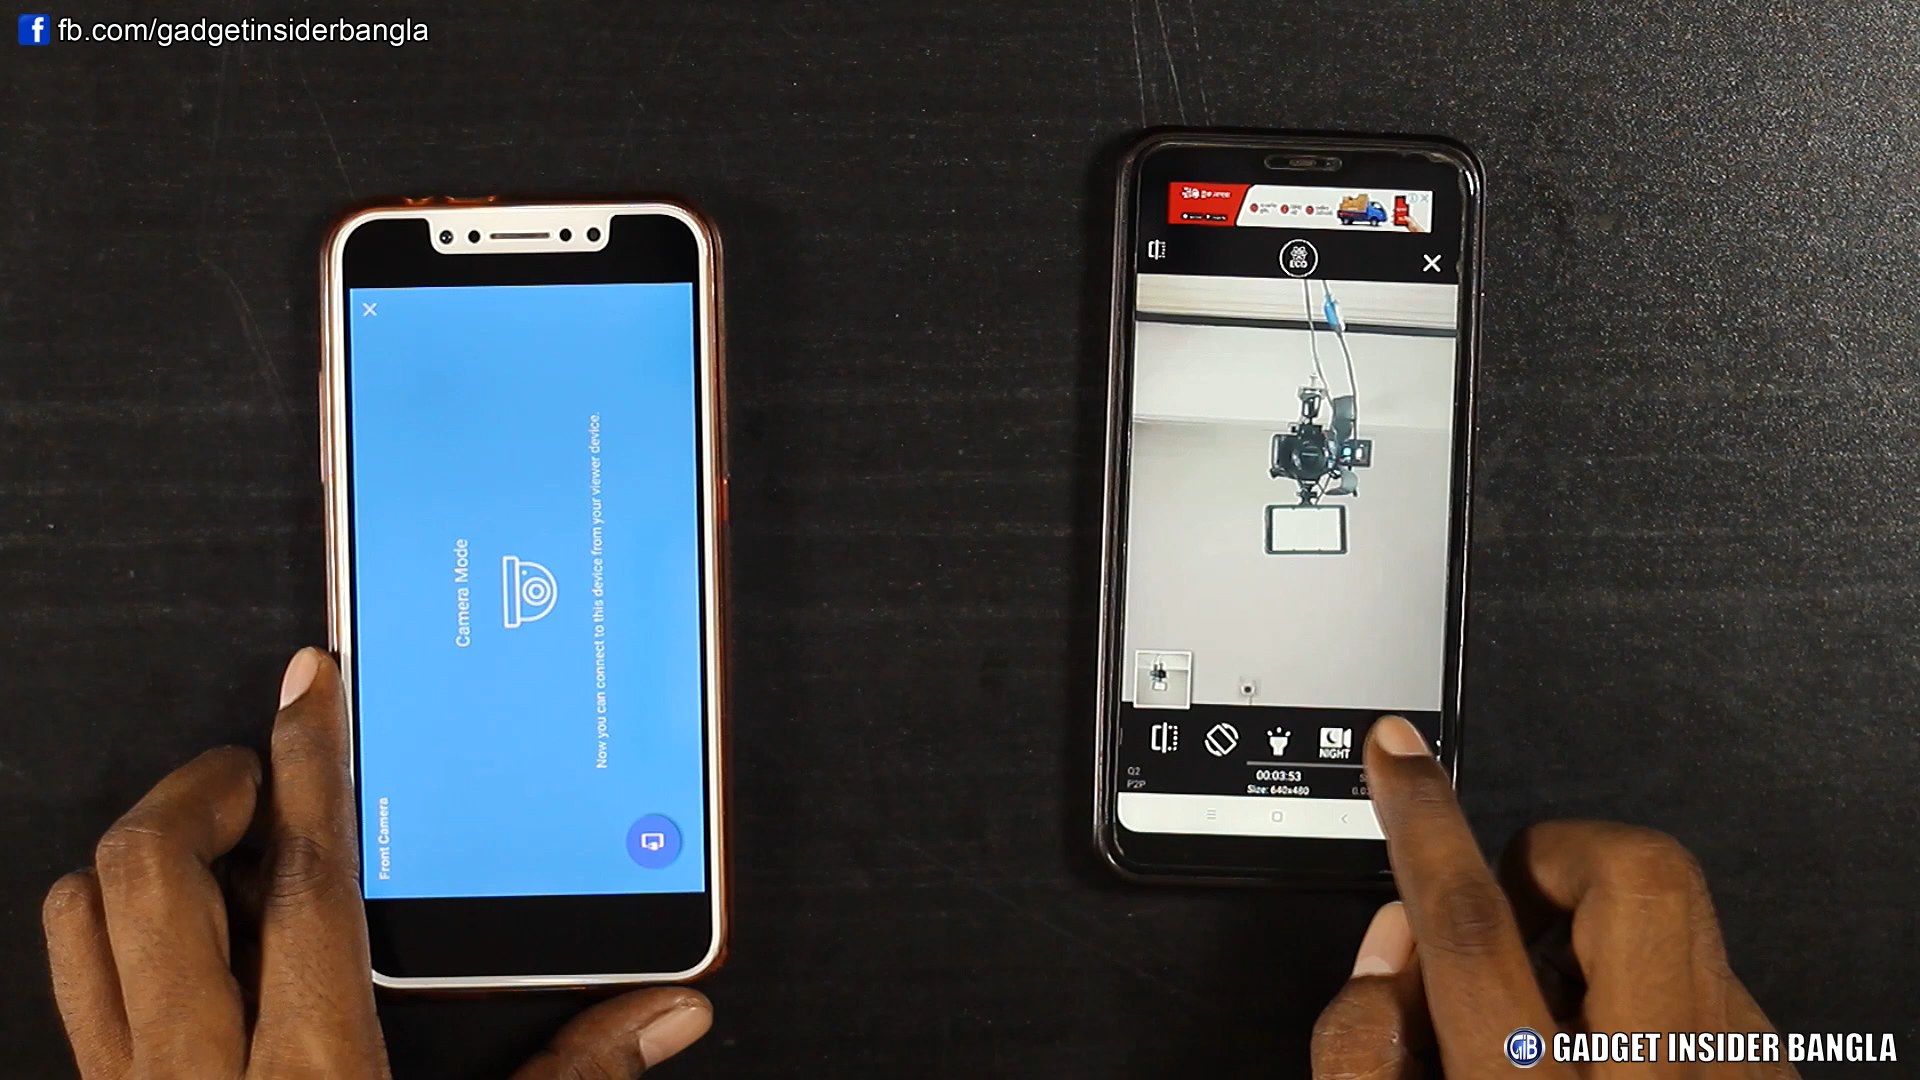 fb.com/gadgetinsiderbangla
Camera Mode
Now you can connect to this device from your viewer device.
Front Camera
ECO
NIGHT
Q2
P2P
00:03:53
Size: 640x480
GIB GADGET INSIDER BANGLA